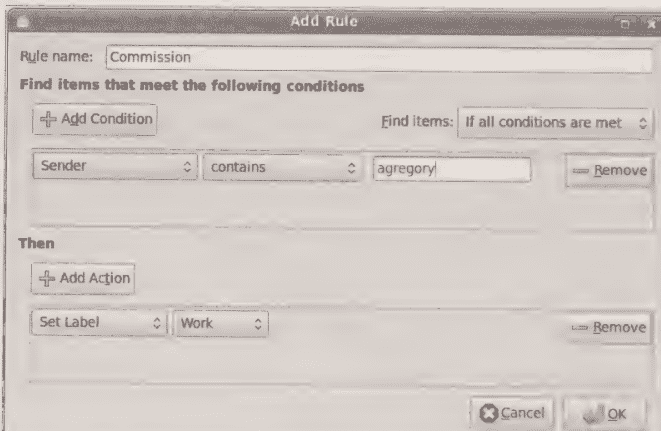 Add Rule
Rule name: Commission
Find items that meet the following conditions
Add Condition
Find items: If all conditions are met
Sender contains agregory Remove
Then
Add Action
Set Label Work Remove
Cancel OK